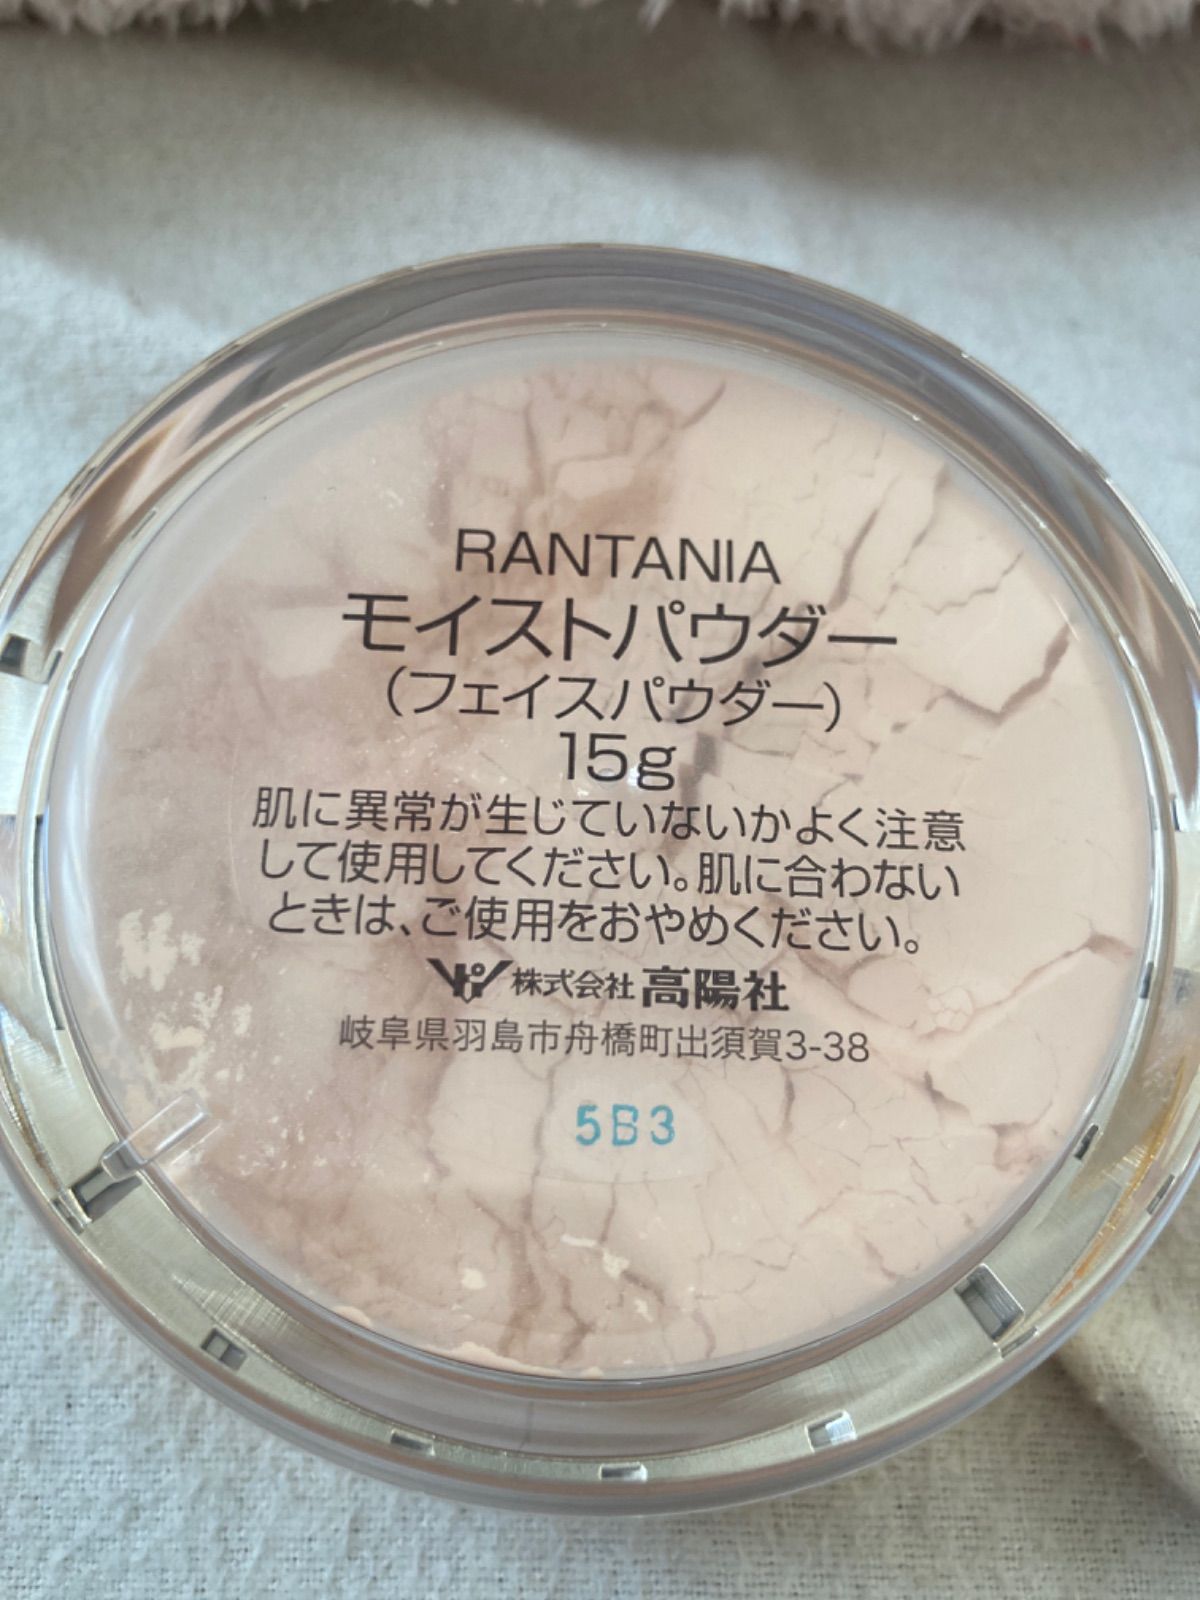 RANTANIA
モイストパウダー
(フェイスパウダー)
15g
肌に異常が生じていないかよく注意
して使用してください。肌に合わない
ときは、ご使用をおやめください。
株式会社 高陽社
岐阜県羽島市舟橋町出須賀3-38
5B3